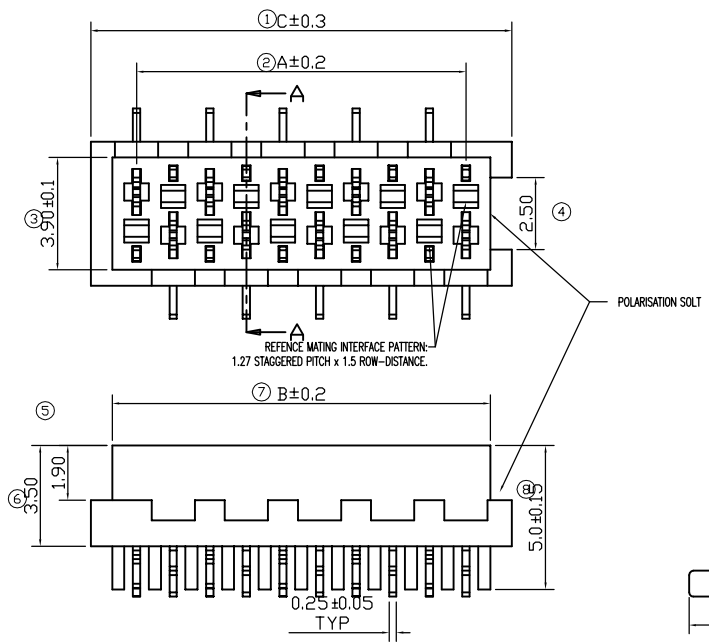 ① C±0.3
② A±0.2
A
③ 3.90±0.1
2.50 ④
POLARISATION SOLT
A
REFENCE MATING INTERFACE PATTERN:
1.27 STAGGERED PITCH x 1.5 ROW-DISTANCE.
⑦ B±0.2
⑤
1.90
⑥ 3.50
⑧ 5.0±0.15
0.25±0.05
TYP